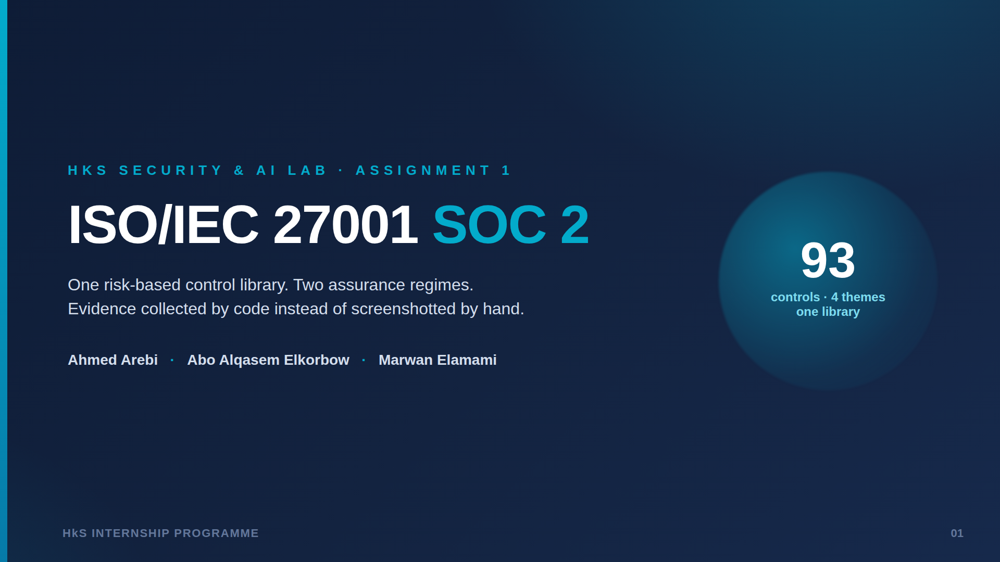 HKS SECURITY & AI LAB · ASSIGNMENT 1
ISO/IEC 27001 SOC 2
One risk-based control library. Two assurance regimes.
Evidence collected by code instead of screenshotted by hand.
Ahmed Arebi · Abo Alqasem Elkorbow · Marwan Elamami
93
controls · 4 themes
one library
HkS INTERNSHIP PROGRAMME
01